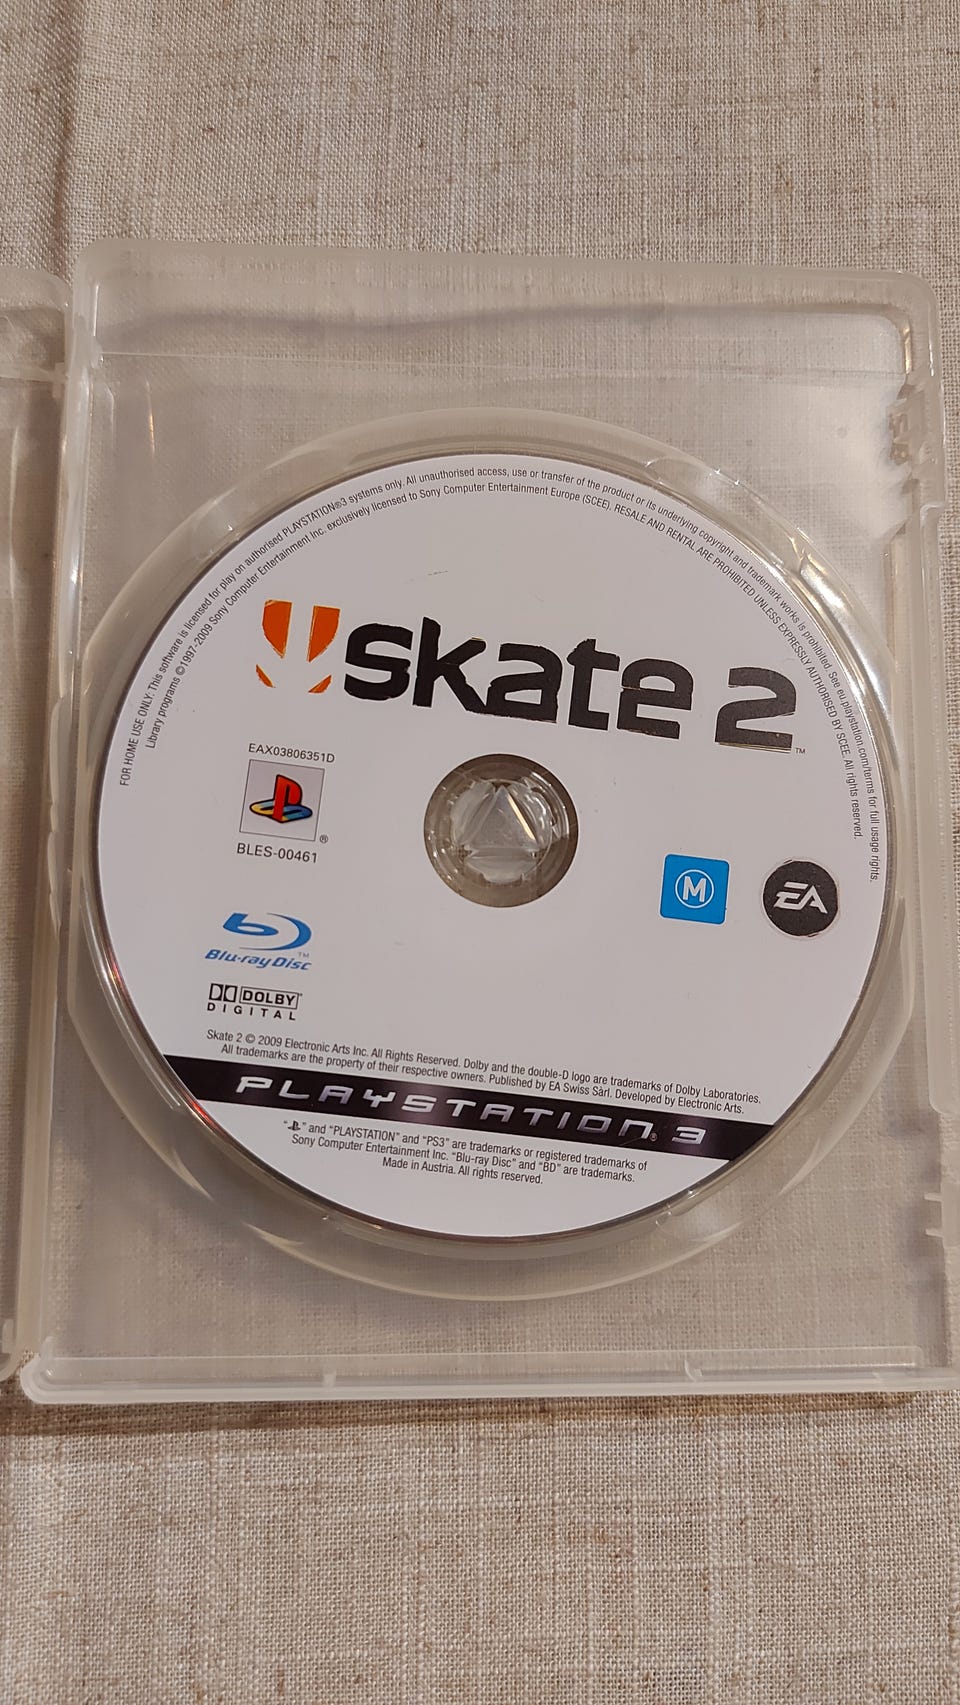 FOR HOME USE ONLY: This software is licensed for play on authorised PLAYSTATION®3 systems only. All unauthorised access, use or transfer of the product or its underlying copyright and trademark works is prohibited. See eu.playstation.com/terms for full usage rights.
Library programs ©1997-2009 Sony Computer Entertainment Inc. exclusively licensed to Sony Computer Entertainment Europe (SCEE). RESALE AND RENTAL ARE PROHIBITED UNLESS EXPRESSLY AUTHORISED BY SCEE. All rights reserved.
skate 2™
EAX03806351D
®
BLES-00461
M
EA
Blu-ray Disc™
DOLBY™
DIGITAL
Skate 2 © 2009 Electronic Arts Inc. All Rights Reserved. Dolby and the double-D logo are trademarks of Dolby Laboratories.
All trademarks are the property of their respective owners. Published by EA Swiss Sàrl. Developed by Electronic Arts.
PLAYSTATION®3
“ ” and “PLAYSTATION” and “PS3” are trademarks or registered trademarks of
Sony Computer Entertainment Inc. “Blu-ray Disc” and “BD” are trademarks.
Made in Austria. All rights reserved.